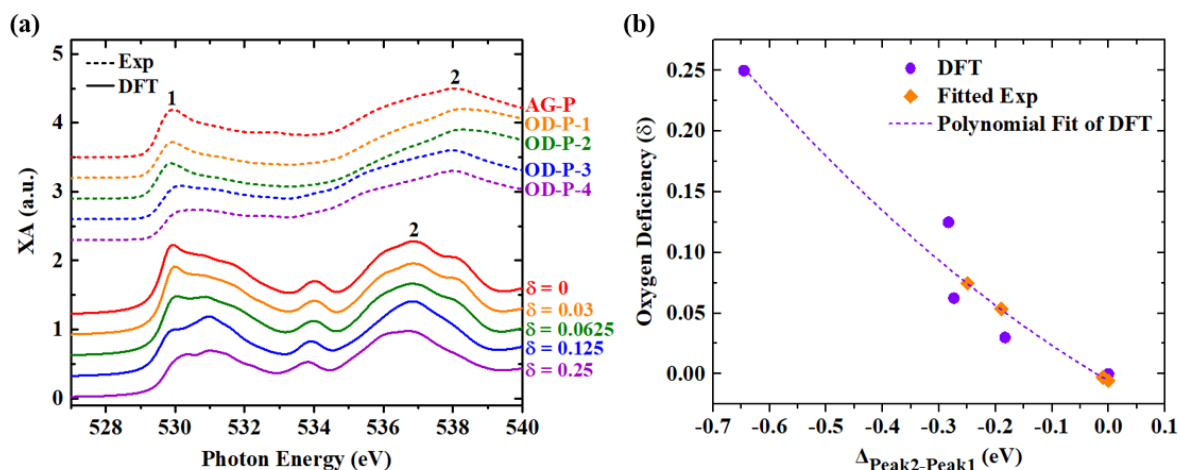 (a)
XA (a.u.)
5
4
3
2
1
0
Exp
DFT
1
2
2
AG-P
OD-P-1
OD-P-2
OD-P-3
OD-P-4
δ = 0
δ = 0.03
δ = 0.0625
δ = 0.125
δ = 0.25
528 530 532 534 536 538 540
Photon Energy (eV)
(b)
Oxygen Deficiency (δ)
0.25
0.20
0.15
0.10
0.05
0.00
DFT
Fitted Exp
Polynomial Fit of DFT
-0.7 -0.6 -0.5 -0.4 -0.3 -0.2 -0.1 0.0 0.1
ΔPeak2-Peak1 (eV)